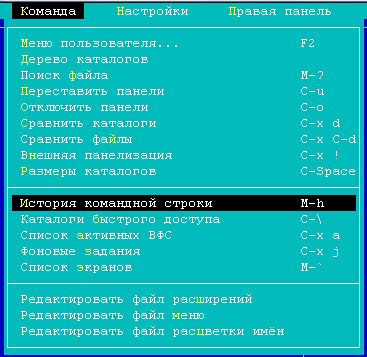 Команда Настройки Правая панель
Меню пользователя... F2
Дерево каталогов
Поиск файла M-?
Переставить панели C-u
Отключить панели C-o
Сравнить каталоги C-x d
Сравнить файлы C-x C-d
Внешняя панелизация C-x !
Размеры каталогов C-Space
История командной строки M-h
Каталоги быстрого доступа C-\
Список активных ВФС C-x a
Фоновые задания C-x j
Список экранов M-`
Редактировать файл расширений
Редактировать файл меню
Редактировать файл расцветки имён